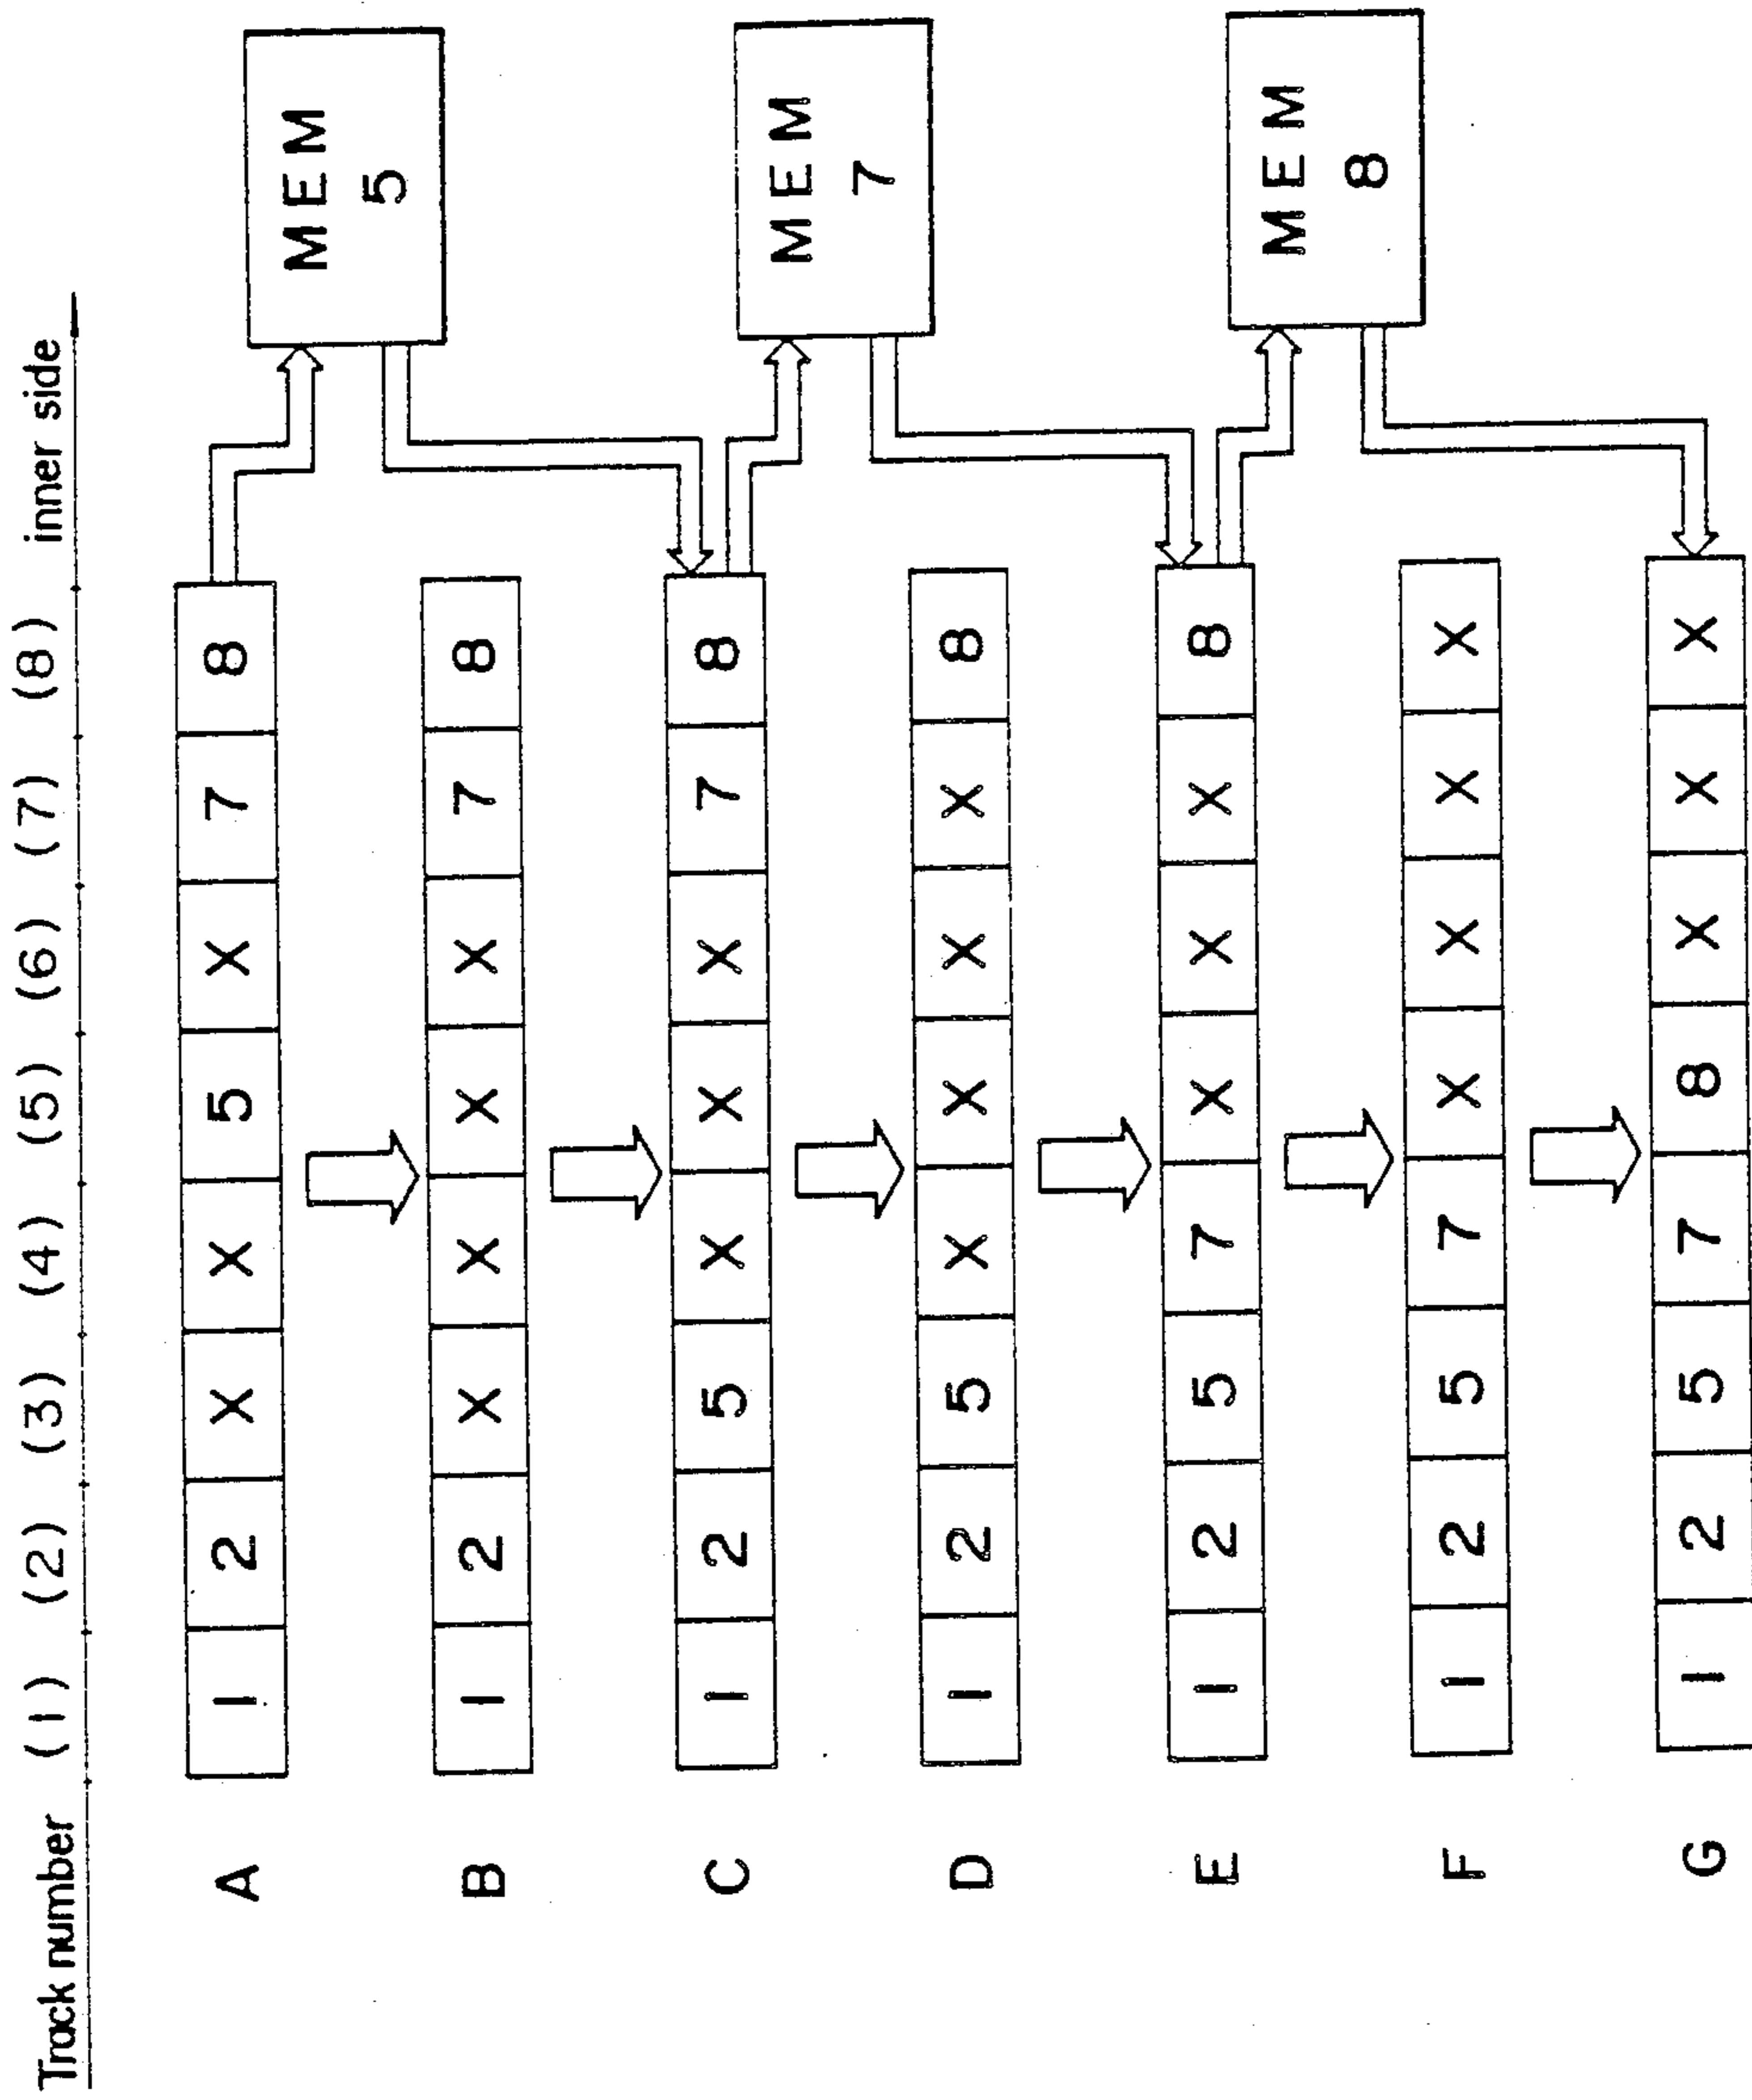 Track number (1) (2) (3) (4) (5) (6) (7) (8) inner side
A 1 2 X X 5 X 7 8
MEM
5
B 1 2 X X X X 7 8
C 1 2 5 X X X 7 8
MEM
7
D 1 2 5 X X X X 8
E 1 2 5 7 X X X 8
MEM
8
F 1 2 5 7 X X X X
G 1 2 5 7 8 X X X